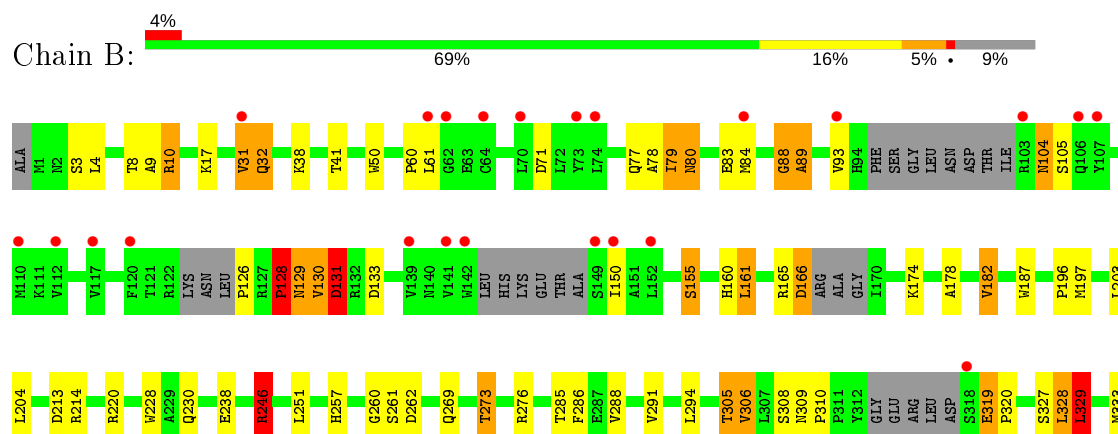 4%
Chain B:
69% 16% 5% • 9%
ALA M1 N2 S3 L4 T8 A9 R10 K17 V31 Q32 K38 T41 W50 P60 L61 G62 E63 C64 L70 D71 L72 Y73 L74 Q77 A78 I79 N80 E83 M84 G88 A89 V93 H94 PHE SER GLY LEU ASN ASP THR ILE R103 N104 S105 Q106 Y107
M110 K111 V112 V117 F120 T121 R122 LYS ASN LEU P126 R127 P128 N129 V130 D131 R132 D133 V139 N140 V141 W142 LEU HIS LYS GLU THR ALA S149 I150 A151 L152 S155 H160 L161 R165 D166 ARG ALA GLY I170 K174 A178 V182 W187 P196 M197
L204 D213 R214 R220 W228 A229 Q230 E238 R246 L251 H257 G260 S261 D262 Q269 T273 R276 T285 F286 E287 V288 V291 L294 T305 V306 L307 S308 N309 P310 P311 Y312 GLY GLU ARG LEU ASP S318 E319 P320 S327 L328 L329